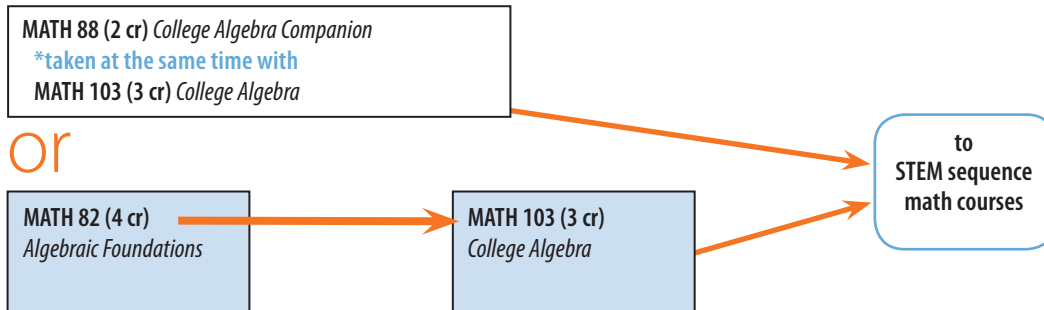 MATH 88 (2 cr) College Algebra Companion
*taken at the same time with
MATH 103 (3 cr) College Algebra
or
MATH 82 (4 cr)
Algebraic Foundations
MATH 103 (3 cr)
College Algebra
to
STEM sequence
math courses